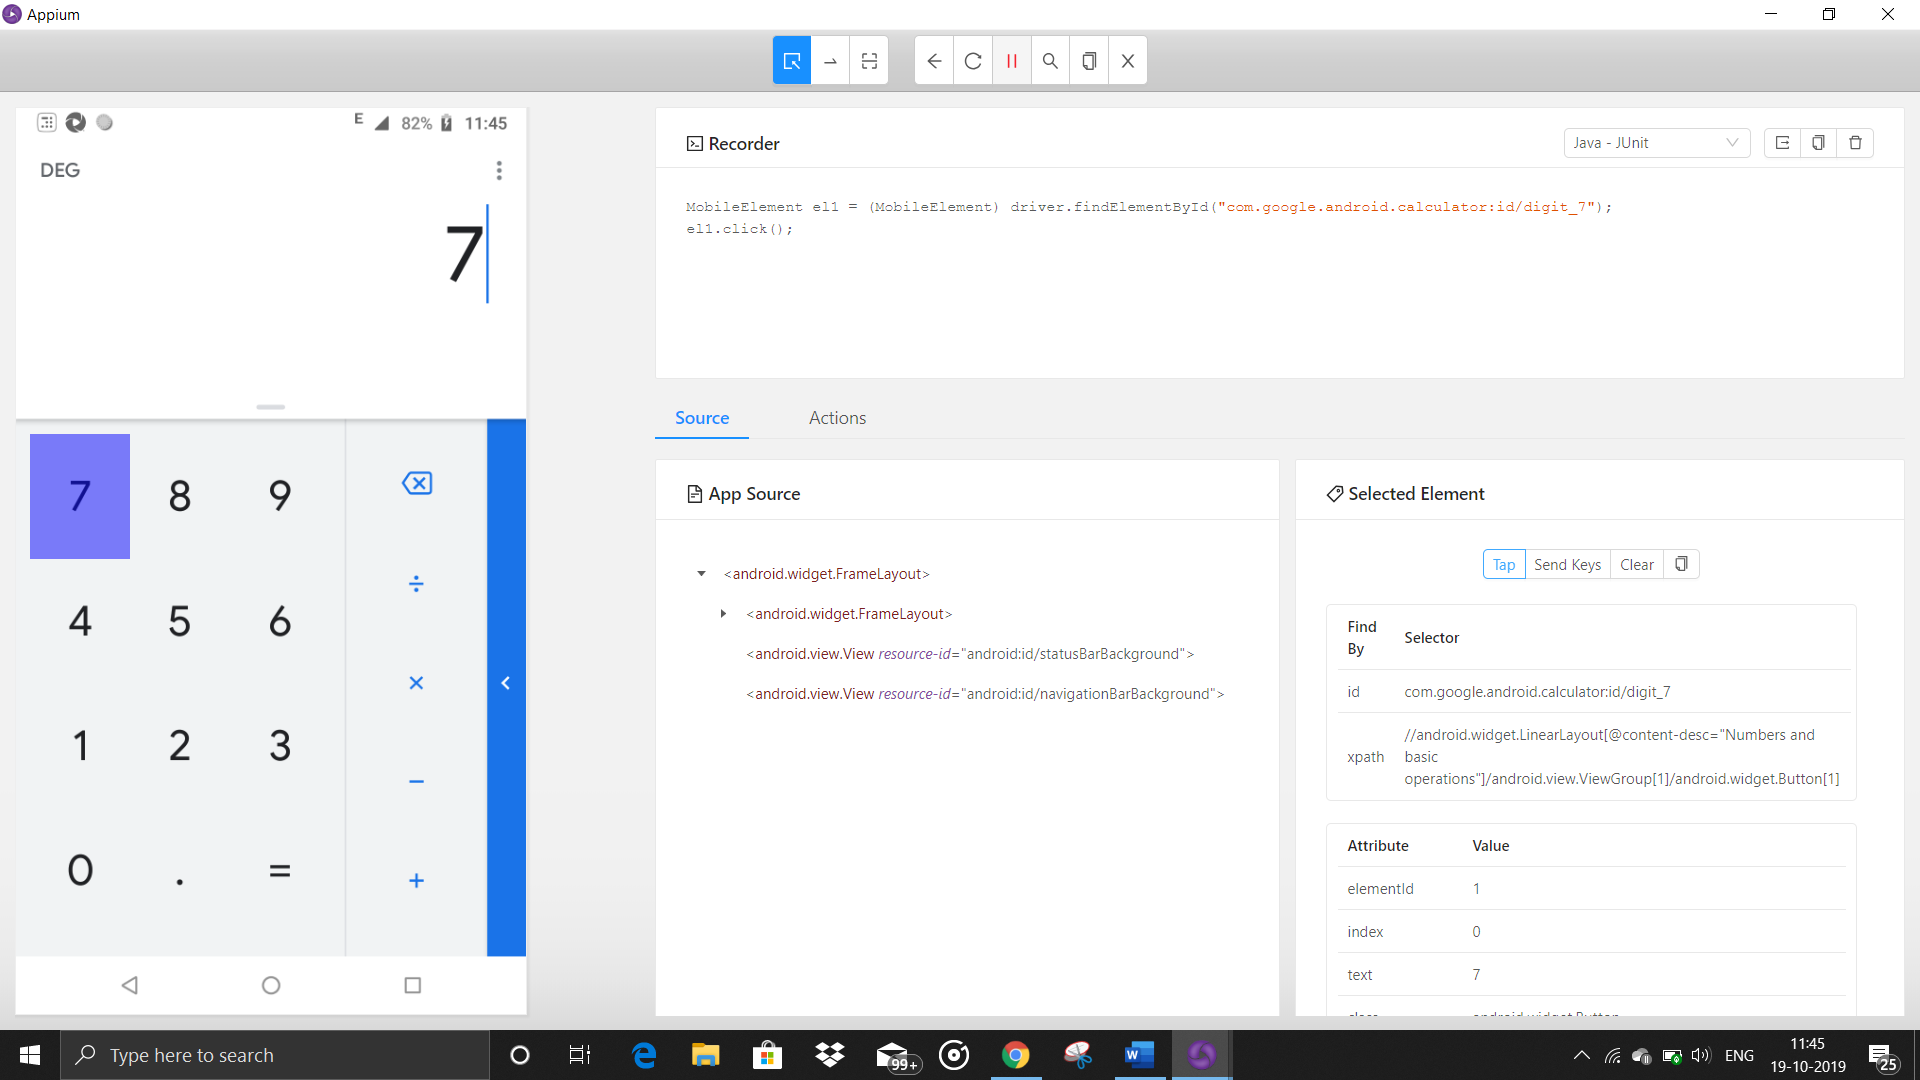 Appium
E 82% 11:45
DEG
7
7 8 9
4 5 6 ÷
1 2 3 ×
−
0 . = +
Recorder
Java - JUnit
MobileElement el1 = (MobileElement) driver.findElementById("com.google.android.calculator:id/digit_7");
el1.click();
Source Actions
App Source
<android.widget.FrameLayout>
<android.widget.FrameLayout>
<android.view.View resource-id="android:id/statusBarBackground">
<android.view.View resource-id="android:id/navigationBarBackground">
Selected Element
Tap Send Keys Clear
Find By Selector
id com.google.android.calculator:id/digit_7
xpath //android.widget.LinearLayout[@content-desc="Numbers and
basic
operations"]/android.view.ViewGroup[1]/android.widget.Button[1]
Attribute Value
elementId 1
index 0
text 7
Type here to search
99+
ENG
11:45
19-10-2019
25